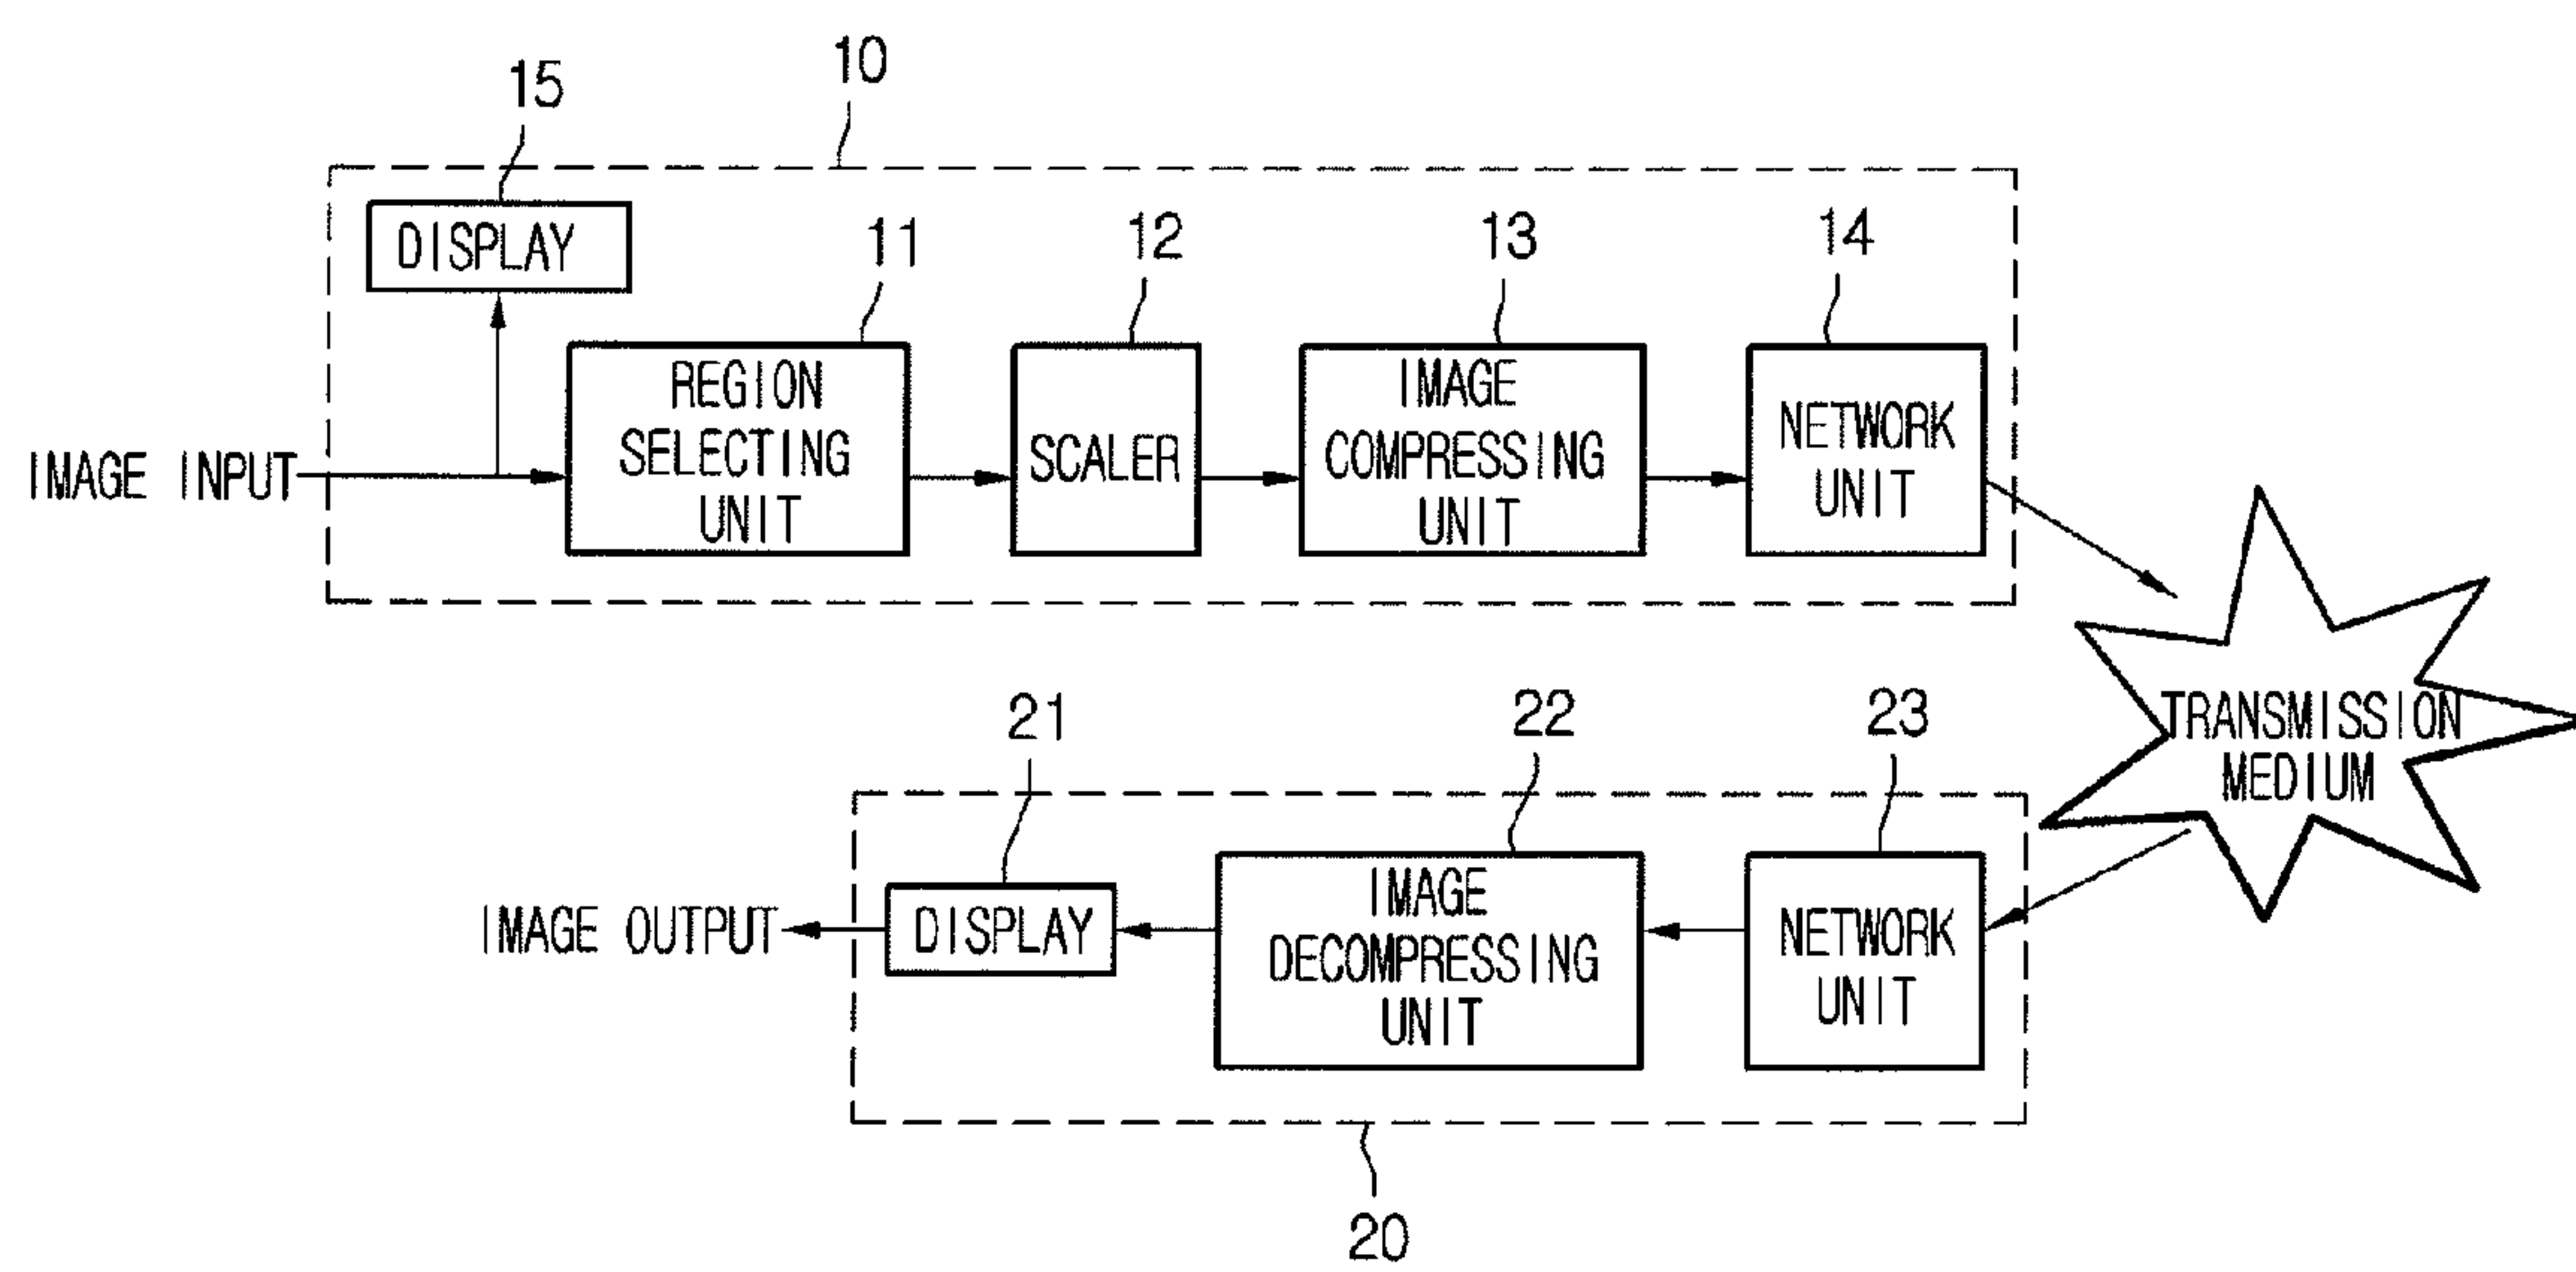 10
15
DISPLAY
11
12
13
14
REGION
SELECTING
UNIT
SCALER
IMAGE
COMPRESSING
UNIT
NETWORK
UNIT
IMAGE INPUT
TRANSMISSION
MEDIUM
21
22
23
IMAGE OUTPUT
DISPLAY
IMAGE
DECOMPRESSING
UNIT
NETWORK
UNIT
20